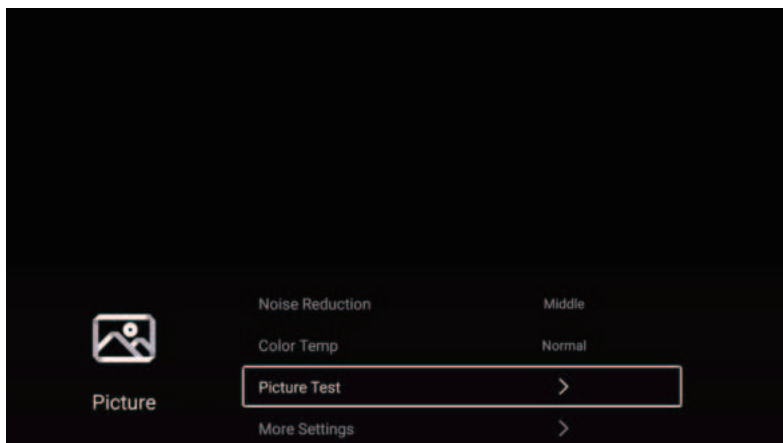 Noise Reduction Middle
Color Temp Normal
Picture Test >
Picture
More Settings >